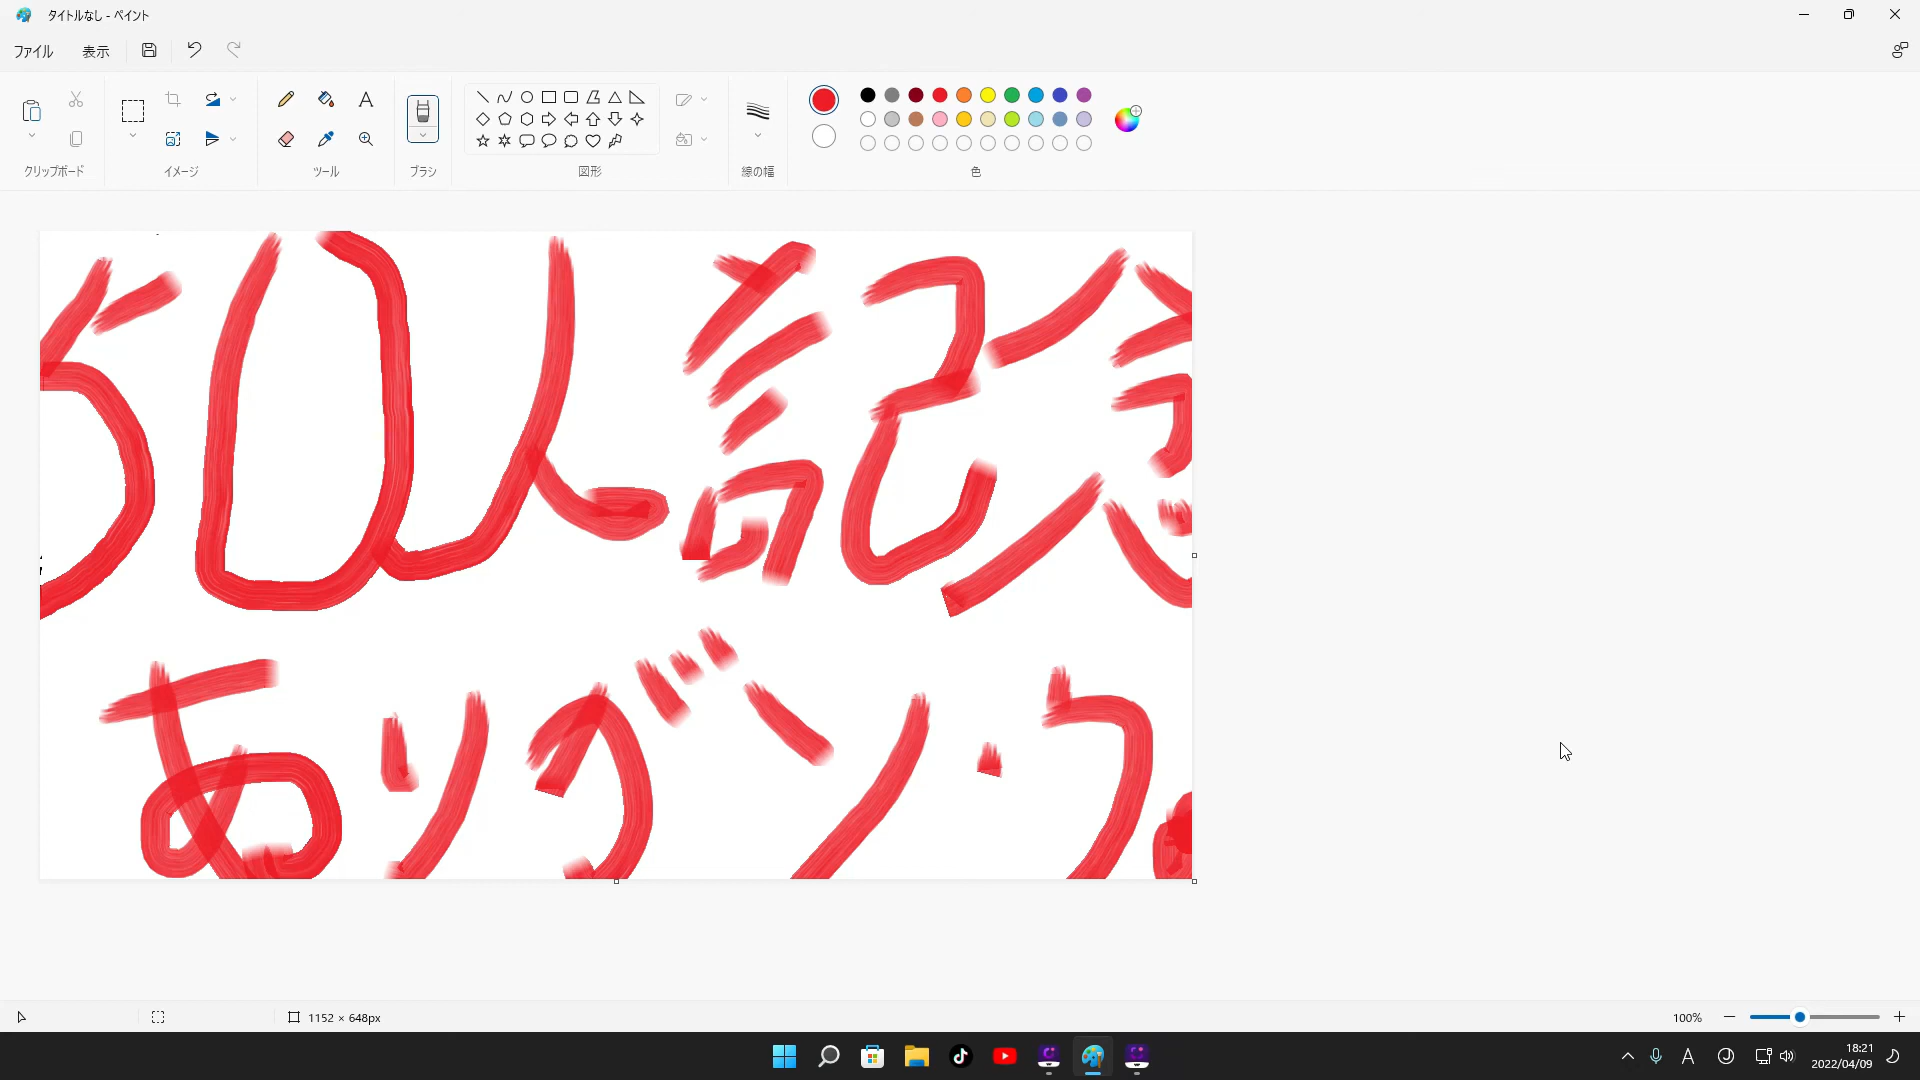 タイトルなし - ペイント
ファイル 表示
クリップボード イメージ ツール ブラシ 図形 線の幅 色
50人記念
ありが
1152 × 648px 100%
18:21
2022/04/09